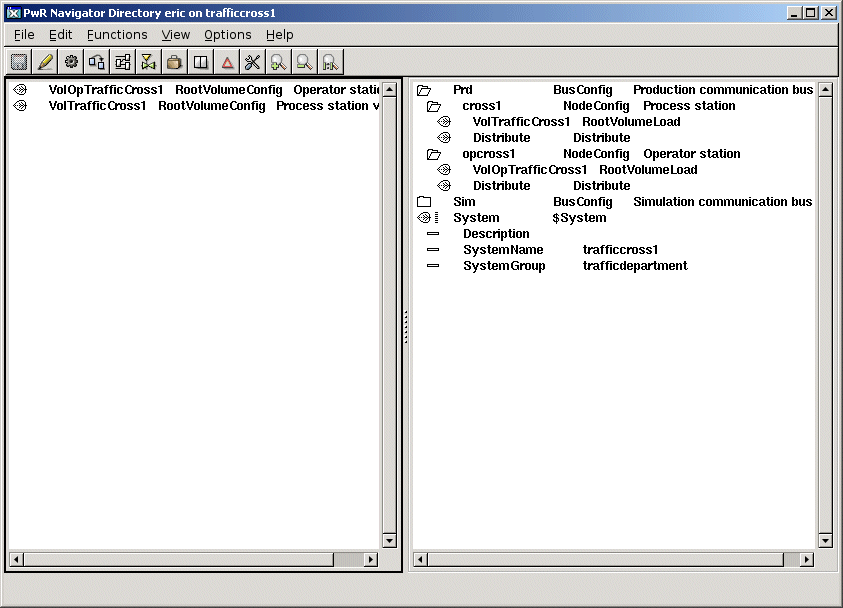 PwR Navigator Directory eric on trafficcross1
File Edit Functions View Options Help
VolOpTrafficCross1 RootVolumeConfig Operator stati
VolTrafficCross1 RootVolumeConfig Process station v
Prd BusConfig Production communication bus
cross1 NodeConfig Process station
VolTrafficCross1 RootVolumeLoad
Distribute Distribute
opcross1 NodeConfig Operator station
VolOpTrafficCross1 RootVolumeLoad
Distribute Distribute
Sim BusConfig Simulation communication bus
System $System
Description
SystemName trafficcross1
SystemGroup trafficdepartment